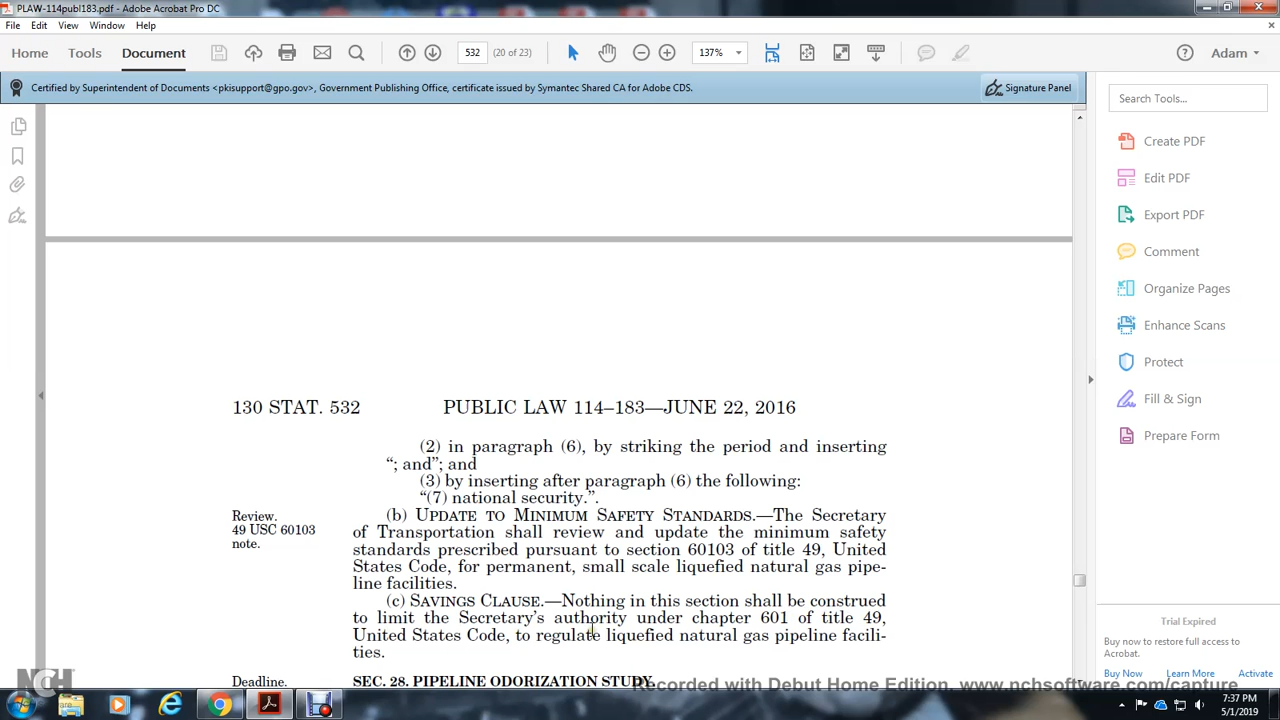 PLAW-114publ183.pdf - Adobe Acrobat Pro DC
File Edit View Window Help
Home Tools Document 532 (20 of 23) 137% Adam
Certified by Superintendent of Documents <pkisupport@gpo.gov>, Government Publishing Office, certificate issued by Symantec Shared CA for Adobe CDS.
Signature Panel
Search Tools...
Create PDF
Edit PDF
Export PDF
Comment
Organize Pages
Enhance Scans
Protect
Fill & Sign
Prepare Form
130 STAT. 532 PUBLIC LAW 114–183—JUNE 22, 2016
(2) in paragraph (6), by striking the period and inserting
“; and”; and
(3) by inserting after paragraph (6) the following:
“(7) national security.”.
Review.
49 USC 60103
note.
(b) UPDATE TO MINIMUM SAFETY STANDARDS.—The Secretary
of Transportation shall review and update the minimum safety
standards prescribed pursuant to section 60103 of title 49, United
States Code, for permanent, small scale liquefied natural gas pipe-
line facilities.
(c) SAVINGS CLAUSE.—Nothing in this section shall be construed
to limit the Secretary’s authority under chapter 601 of title 49,
United States Code, to regulate liquefied natural gas pipeline facili-
ties.
Deadline. SEC. 28. PIPELINE ODORIZATION STUDY.
Trial Expired
Buy now to restore full access to
Acrobat.
Buy Now Learn More Activate
NCH
Recorded with Debut Home Edition. www.nchsoftware.com/capture
7:37 PM
5/1/2019